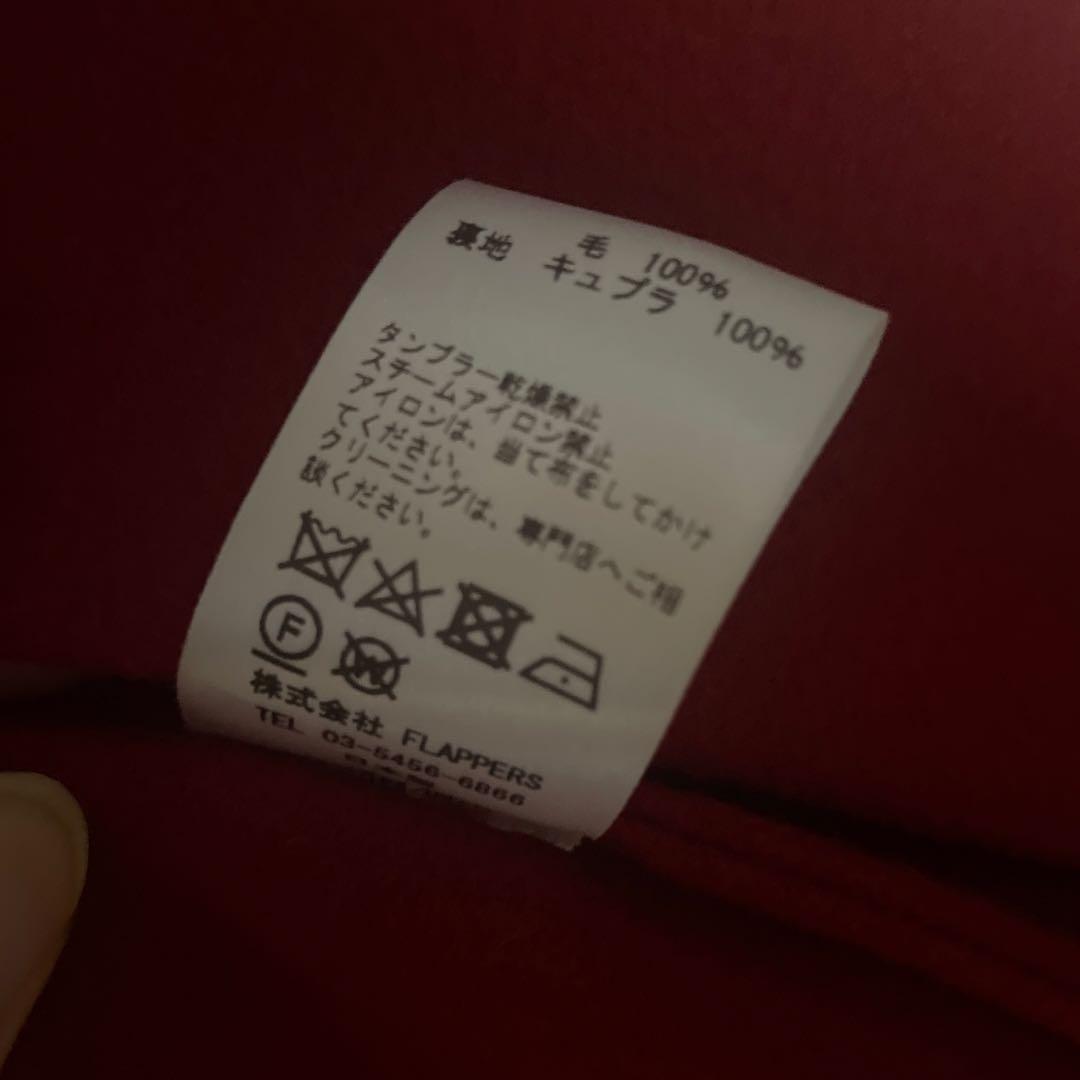 毛 100%
裏地 キュプラ 100%
タンブラー乾燥禁止
スチームアイロン禁止
アイロンは、当て布をしてかけ
てください。
クリーニングは、専門店へご相
談ください。
F W
株式会社 FLAPPERS
TEL 03-5456-6866